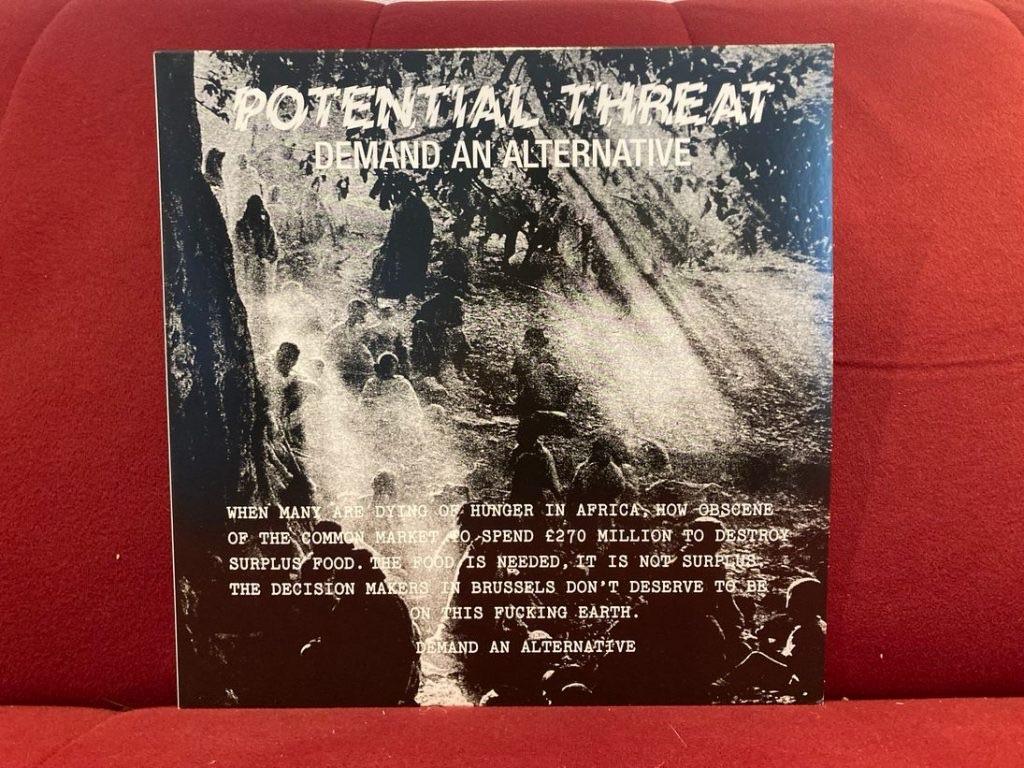 POTENTIAL THREAT
DEMAND AN ALTERNATIVE
WHEN MANY ARE DYING OF HUNGER IN AFRICA, HOW OBSCENE
OF THE COMMON MARKET TO SPEND £270 MILLION TO DESTROY
SURPLUS FOOD. THE FOOD IS NEEDED, IT IS NOT SURPLUS.
THE DECISION MAKERS IN BRUSSELS DON'T DESERVE TO BE
ON THIS FUCKING EARTH.
DEMAND AN ALTERNATIVE